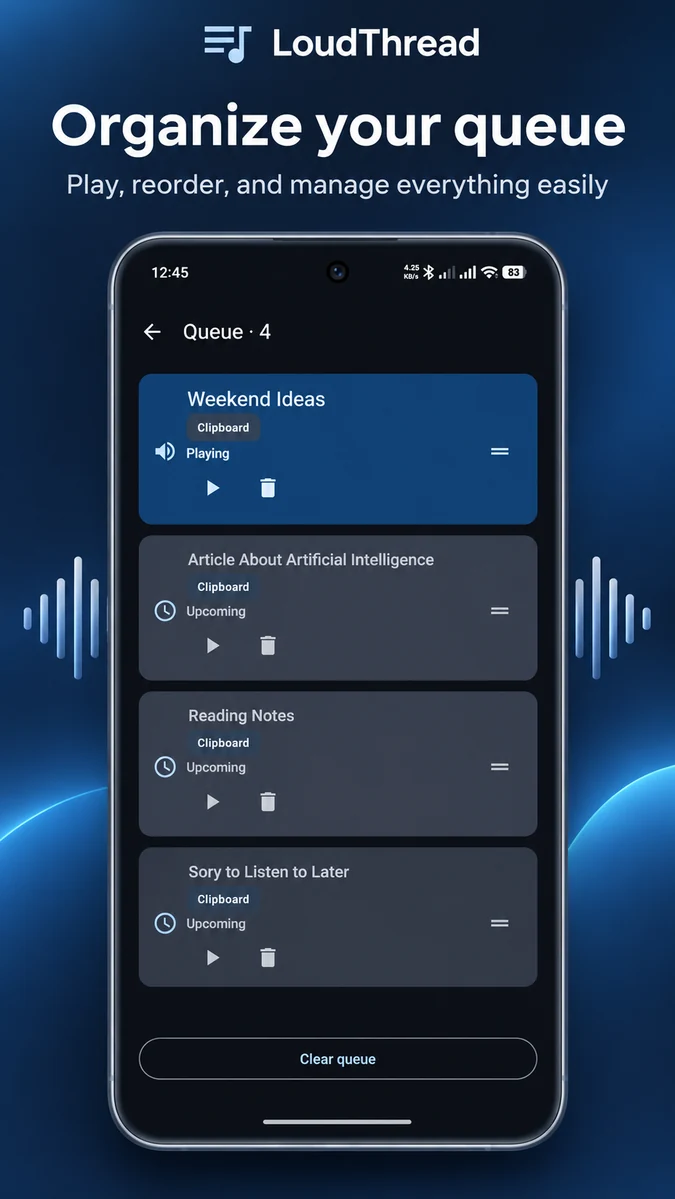 LoudThread
Organize your queue
Play, reorder, and manage everything easily
12:45
4.25
KB/s
83
Queue · 4
Weekend Ideas
Clipboard
Playing
Article About Artificial Intelligence
Clipboard
Upcoming
Reading Notes
Clipboard
Upcoming
Sory to Listen to Later
Clipboard
Upcoming
Clear queue